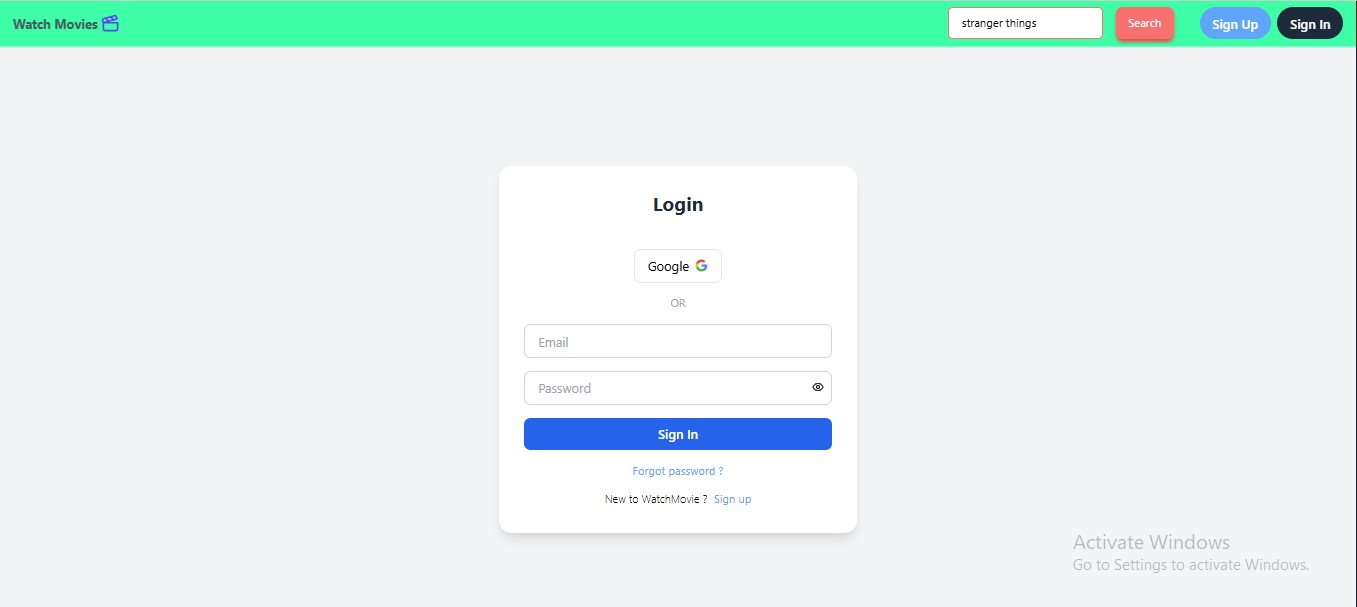 Watch Movies
stranger things
Search
Sign Up
Sign In
Login
Google
OR
Email
Password
Sign In
Forgot password ?
New to WatchMovie ? Sign up
Activate Windows
Go to Settings to activate Windows.